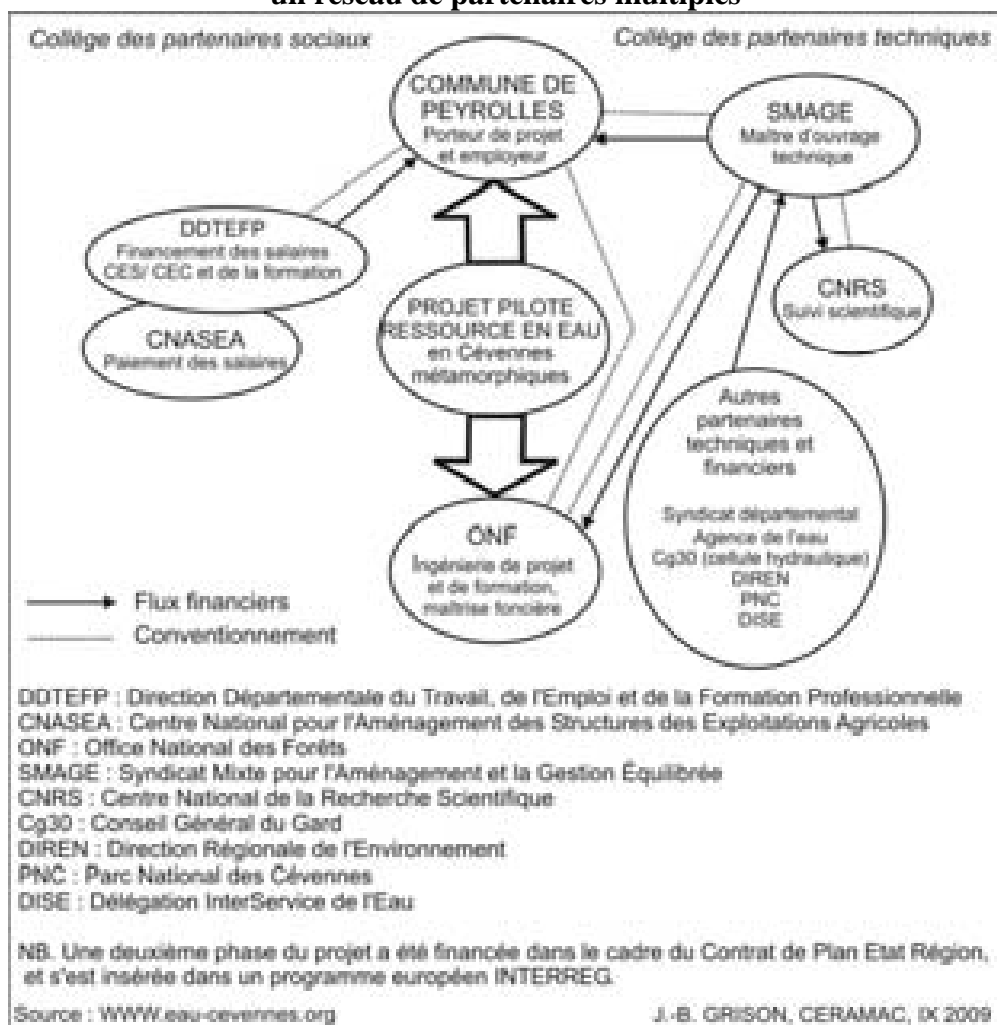 un réseau de partenaires multiples
Collège des partenaires sociaux
Collège des partenaires techniques
COMMUNE DE
PEYROLLES
Porteur de projet
et employeur
SMAGE
Maître d'ouvrage
technique
DDTEFP
Financement des salaires
CES/ CEC et de la formation
CNASEA
Paiement des salaires
PROJET PILOTE
RESSOURCE EN EAU
en Cévennes
métamorphiques
CNRS
Suivi scientifique
Autres
partenaires
techniques et
financiers
Syndicat départemental
Agence de l'eau
Cg30 (cellule hydraulique)
DIREN
PNC
DISE
ONF
Ingénierie de projet
et de formation,
maîtrise foncière
Flux financiers
Conventionnement
DDTEFP : Direction Départementale du Travail, de l'Emploi et de la Formation Professionnelle
CNASEA : Centre National pour l'Aménagement des Structures des Exploitations Agricoles
ONF : Office National des Forêts
SMAGE : Syndicat Mixte pour l'Aménagement et la Gestion Équilibrée
CNRS : Centre National de la Recherche Scientifique
Cg30 : Conseil Général du Gard
DIREN : Direction Régionale de l'Environnement
PNC : Parc National des Cévennes
DISE : Délégation InterService de l'Eau
NB. Une deuxième phase du projet a été financée dans le cadre du Contrat de Plan Etat Région,
et s'est insérée dans un programme européen INTERREG.
Source : WWW.eau-cevennes.org
J.-B. GRISON, CERAMAC, IX 2009